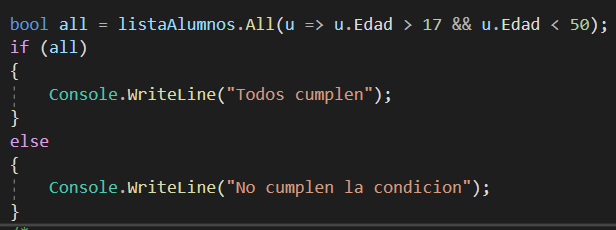 bool all = listaAlumnos.All(u => u.Edad > 17 && u.Edad < 50);
if (all)
{
    Console.WriteLine("Todos cumplen");
}
else
{
    Console.WriteLine("No cumplen la condicion");
}
/*